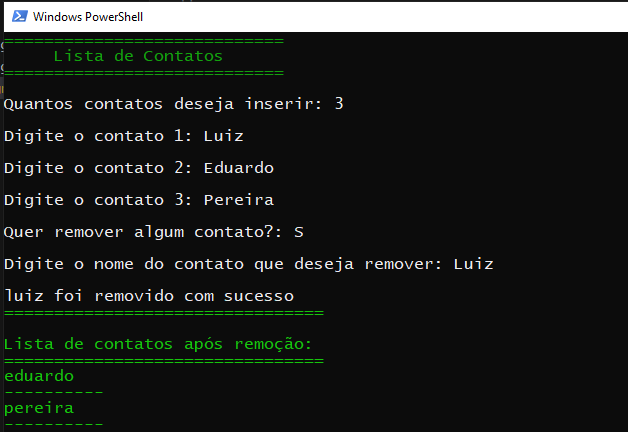 Windows PowerShell
============================
Lista de Contatos
============================
Quantos contatos deseja inserir: 3
Digite o contato 1: Luiz
Digite o contato 2: Eduardo
Digite o contato 3: Pereira
Quer remover algum contato?: S
Digite o nome do contato que deseja remover: Luiz
luiz foi removido com sucesso
================================
Lista de contatos após remoção:
================================
eduardo
----------
pereira
----------